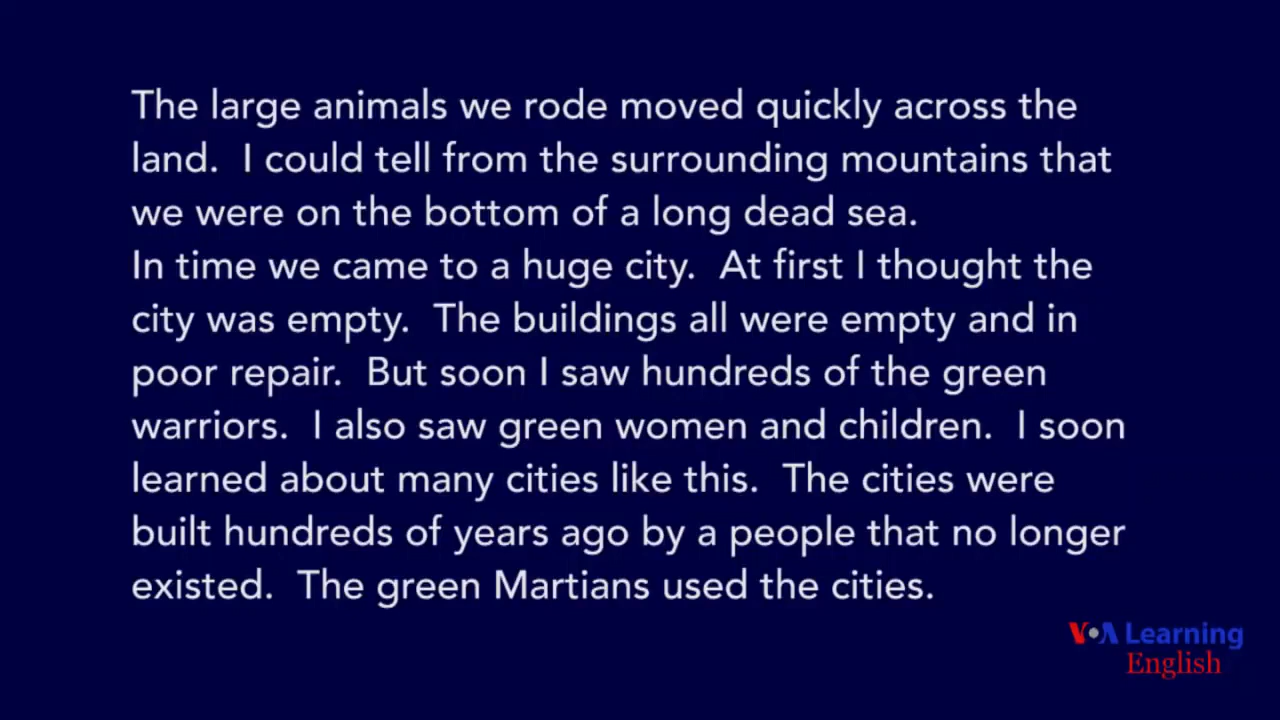 The large animals we rode moved quickly across the
land.  I could tell from the surrounding mountains that
we were on the bottom of a long dead sea.
In time we came to a huge city.  At first I thought the
city was empty.  The buildings all were empty and in
poor repair.  But soon I saw hundreds of the green
warriors.  I also saw green women and children.  I soon
learned about many cities like this.  The cities were
built hundreds of years ago by a people that no longer
existed.  The green Martians used the cities.
VOA Learning
English